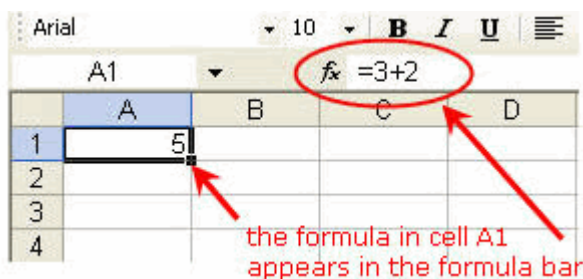 Arial 10 B I U
A1 fx =3+2
A B C D
1 5
2
3
4
the formula in cell A1
appears in the formula bar